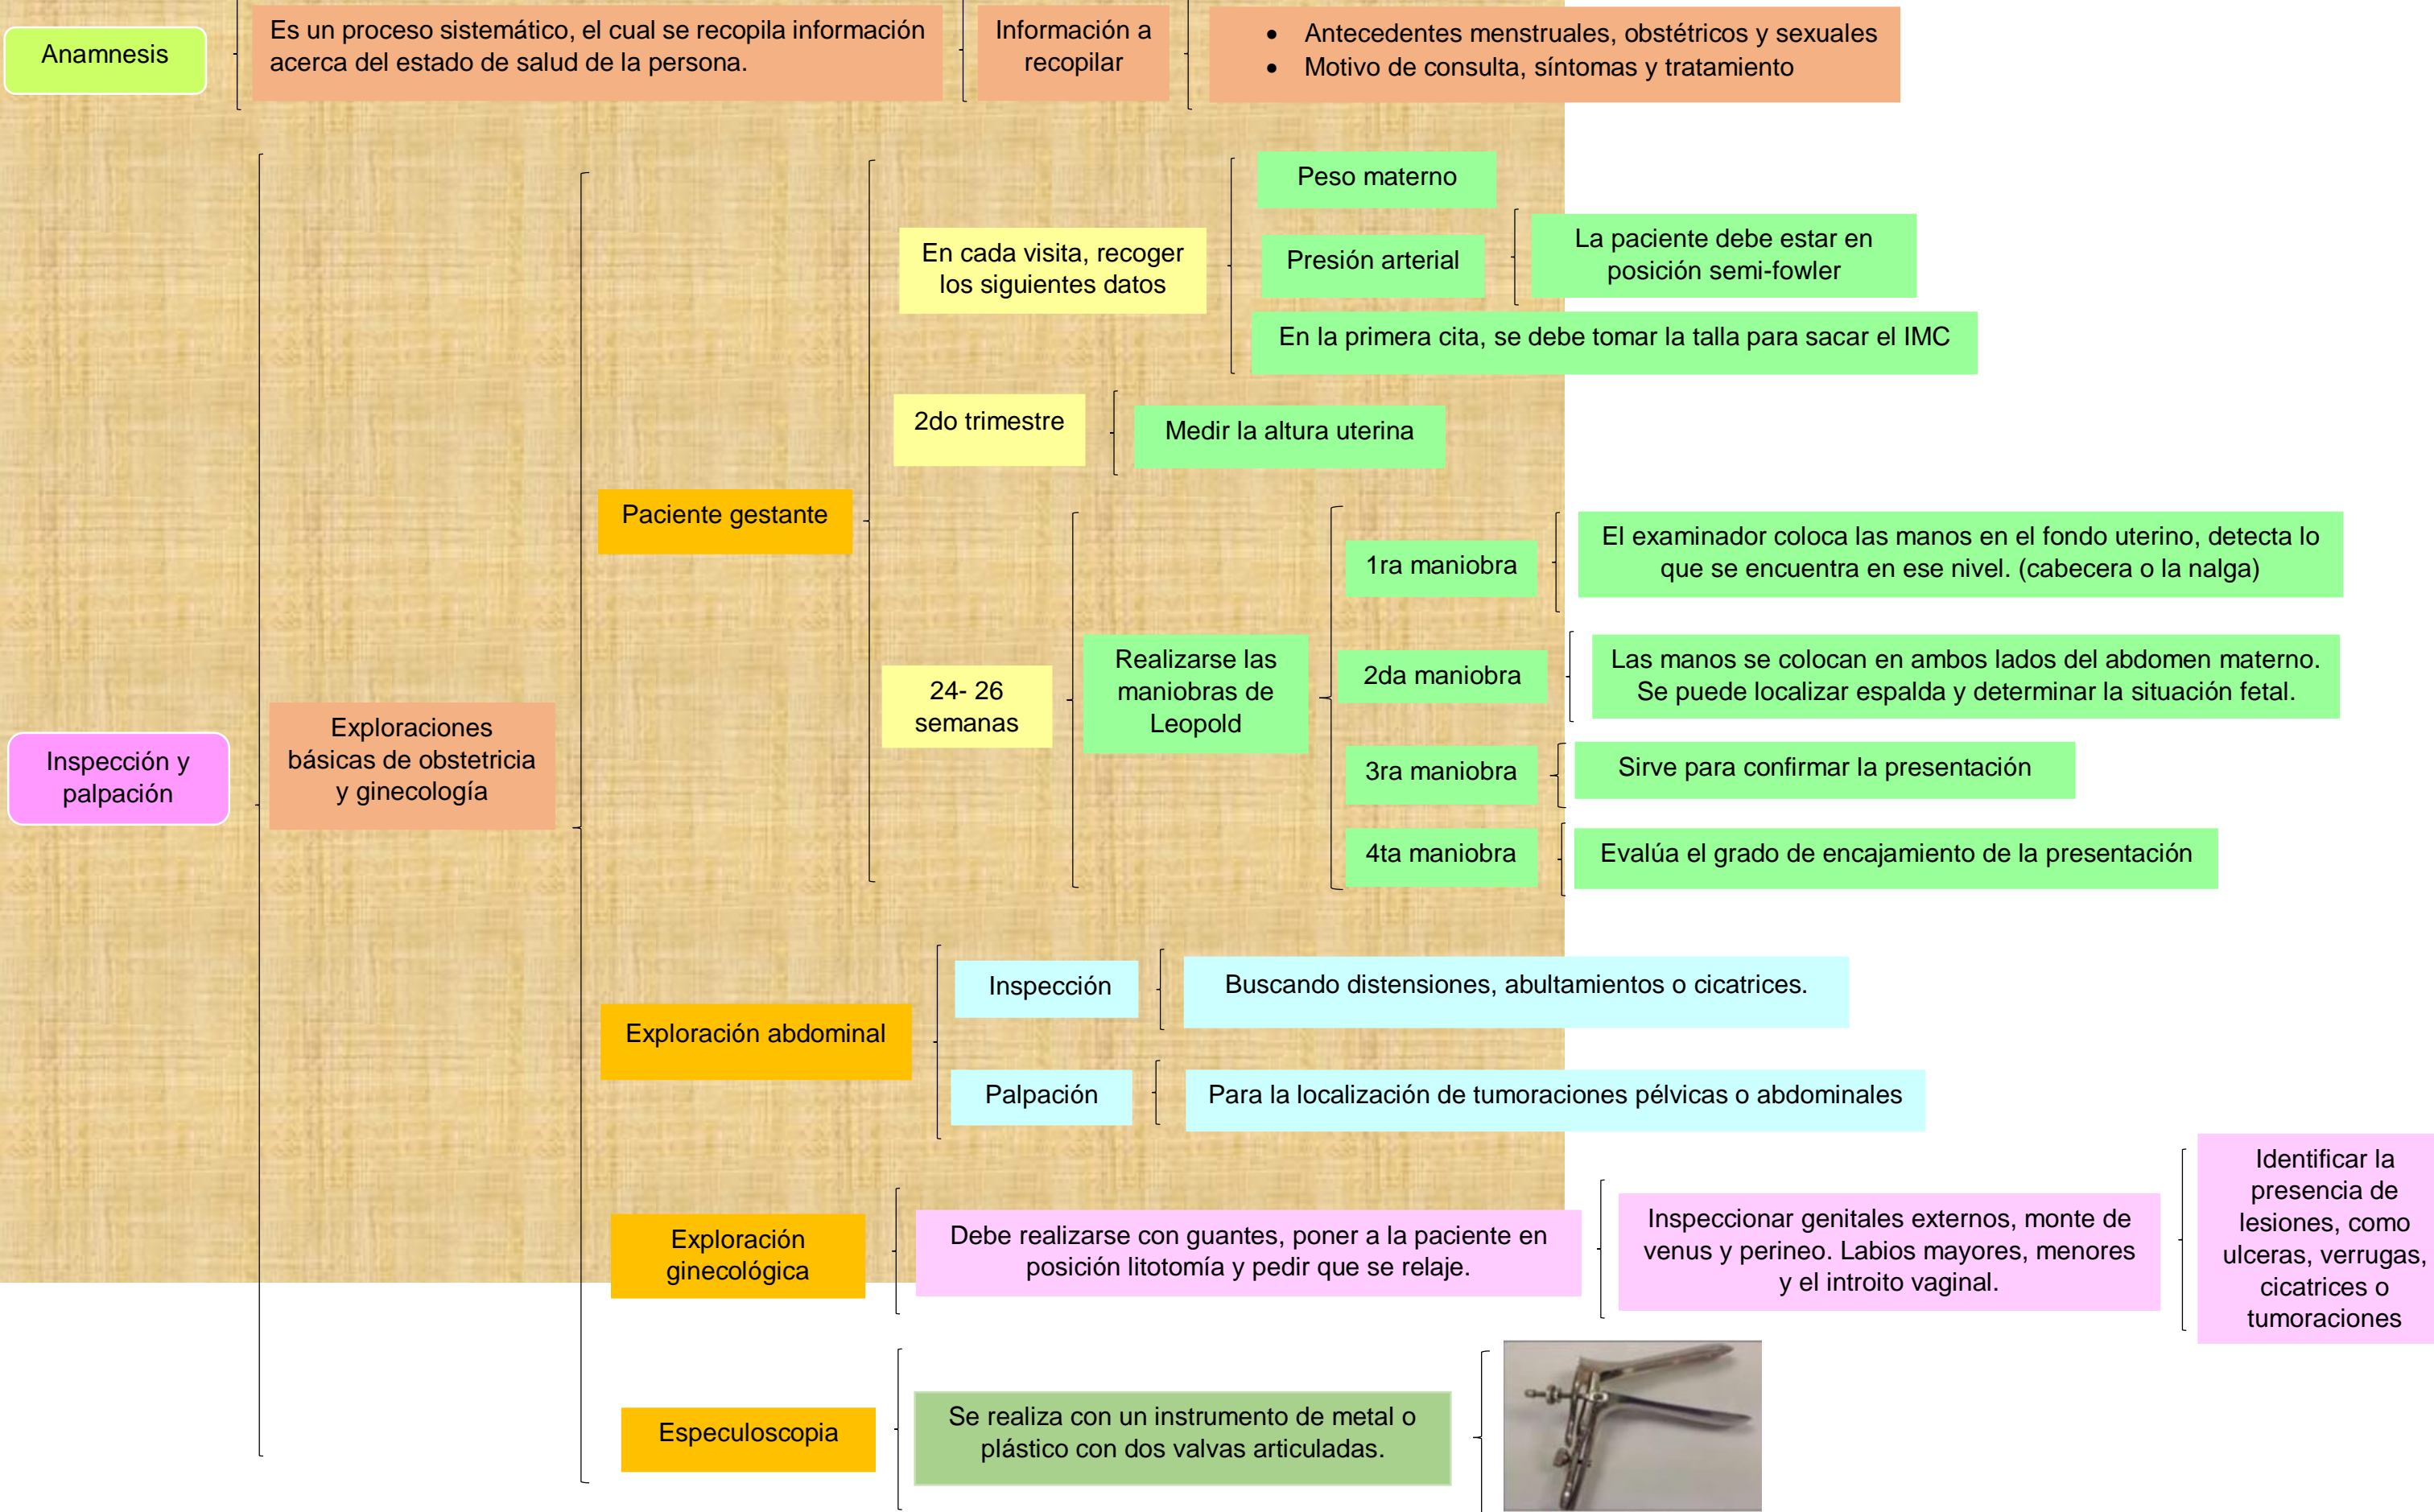 Anamnesis
Es un proceso sistemático, el cual se recopila información
acerca del estado de salud de la persona.
Información a
recopilar
• Antecedentes menstruales, obstétricos y sexuales
• Motivo de consulta, síntomas y tratamiento
Inspección y
palpación
Exploraciones
básicas de obstetricia
y ginecología
Paciente gestante
En cada visita, recoger
los siguientes datos
Peso materno
Presión arterial
La paciente debe estar en
posición semi-fowler
En la primera cita, se debe tomar la talla para sacar el IMC
2do trimestre
Medir la altura uterina
24- 26
semanas
Realizarse las
maniobras de
Leopold
1ra maniobra
El examinador coloca las manos en el fondo uterino, detecta lo
que se encuentra en ese nivel. (cabecera o la nalga)
2da maniobra
Las manos se colocan en ambos lados del abdomen materno.
Se puede localizar espalda y determinar la situación fetal.
3ra maniobra
Sirve para confirmar la presentación
4ta maniobra
Evalúa el grado de encajamiento de la presentación
Exploración abdominal
Inspección
Buscando distensiones, abultamientos o cicatrices.
Palpación
Para la localización de tumoraciones pélvicas o abdominales
Exploración
ginecológica
Debe realizarse con guantes, poner a la paciente en
posición litotomía y pedir que se relaje.
Inspeccionar genitales externos, monte de
venus y perineo. Labios mayores, menores
y el introito vaginal.
Identificar la
presencia de
lesiones, como
ulceras, verrugas,
cicatrices o
tumoraciones
Especuloscopia
Se realiza con un instrumento de metal o
plástico con dos valvas articuladas.